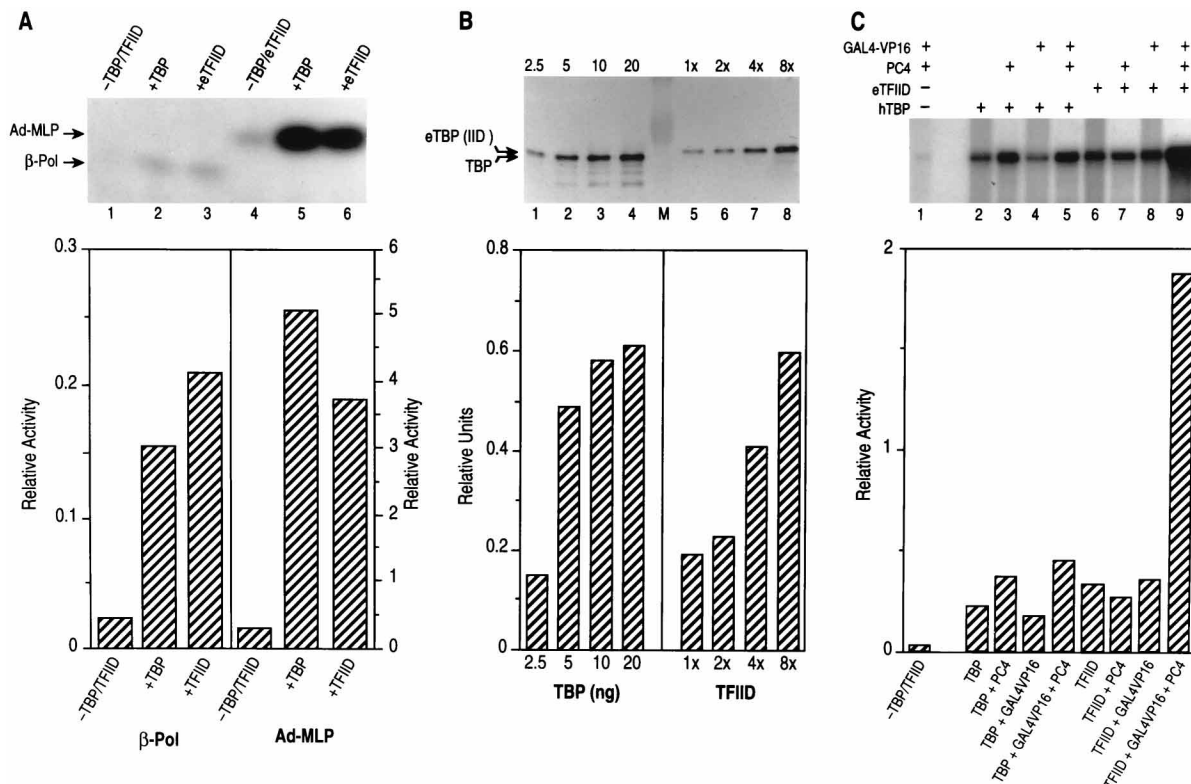 A
–TBP/TFIID
+TBP
+eTFIID
–TBP/eTFIID
+TBP
+eTFIID
Ad-MLP
β-Pol
1 2 3 4 5 6
0.3
0.2
0.1
0
Relative Activity
6
5
4
3
2
1
0
Relative Activity
–TBP/TFIID
+TBP
+TFIID
–TBP/TFIID
+TBP
+TFIID
β-Pol Ad-MLP
B
2.5 5 10 20 1x 2x 4x 8x
eTBP (IID )
TBP
1 2 3 4 M 5 6 7 8
0.8
0.6
0.4
0.2
0
Relative Units
2.5 5 10 20 1x 2x 4x 8x
TBP (ng) TFIID
C
GAL4-VP16 + + + + +
PC4 + + + + +
eTFIID – + + + +
hTBP – + + + +
1 2 3 4 5 6 7 8 9
2
1
0
Relative Activity
–TBP/TFIID
TBP
TBP + PC4
TBP + GAL4VP16
TBP + GAL4VP16 + PC4
TFIID
TFIID + PC4
TFIID + GAL4VP16
TFIID + GAL4VP16 + PC4